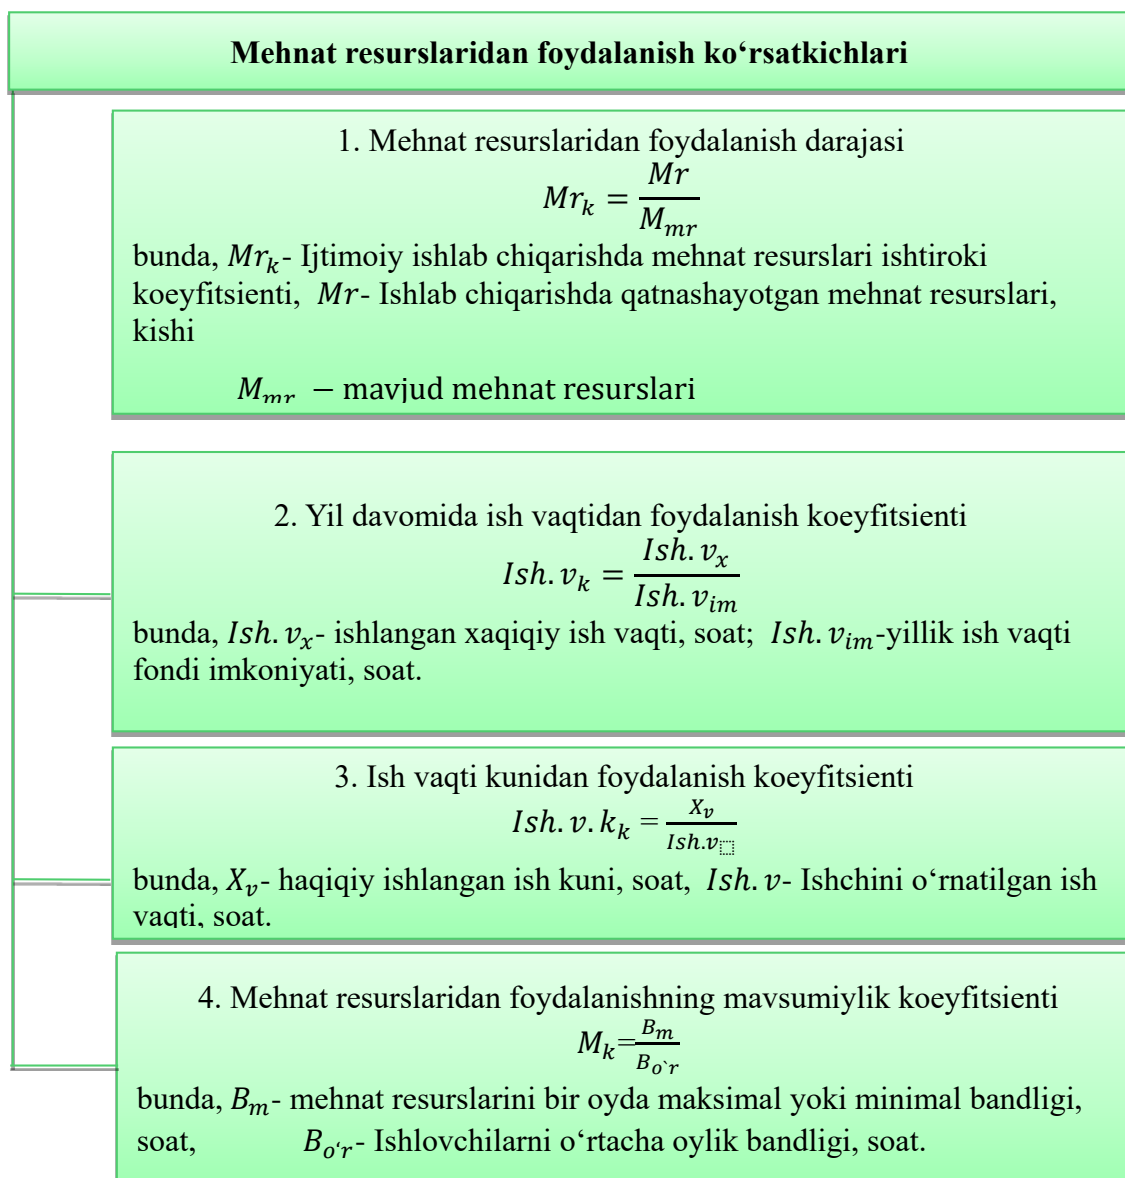 Mehnat resurslaridan foydalanish ko‘rsatkichlari
1. Mehnat resurslaridan foydalanish darajasi
Mr_k = Mr / M_mr
bunda, Mr_k- Ijtimoiy ishlab chiqarishda mehnat resurslari ishtiroki
koeyfitsienti, Mr- Ishlab chiqarishda qatnashayotgan mehnat resurslari,
kishi
M_mr – mavjud mehnat resurslari
2. Yil davomida ish vaqtidan foydalanish koeyfitsienti
Ish. v_k = Ish. v_x / Ish. v_im
bunda, Ish. v_x- ishlangan xaqiqiy ish vaqti, soat; Ish. v_im-yillik ish vaqti
fondi imkoniyati, soat.
3. Ish vaqti kunidan foydalanish koeyfitsienti
Ish. v. k_k = X_v / Ish.v
bunda, X_v- haqiqiy ishlangan ish kuni, soat, Ish. v- Ishchini o‘rnatilgan ish
vaqti, soat.
4. Mehnat resurslaridan foydalanishning mavsumiylik koeyfitsienti
M_k = B_m / B_o`r
bunda, B_m- mehnat resurslarini bir oyda maksimal yoki minimal bandligi,
soat, B_o‘r- Ishlovchilarni o‘rtacha oylik bandligi, soat.